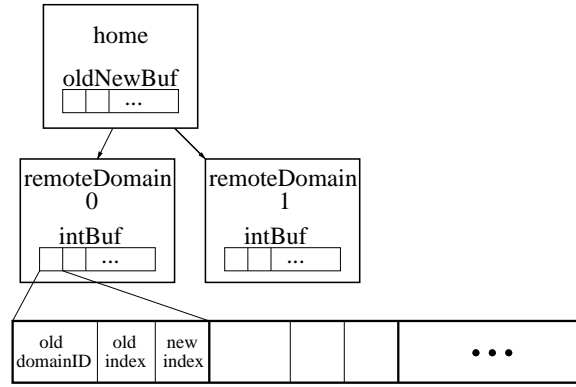 home
oldNewBuf
...
remoteDomain
0
intBuf
...
remoteDomain
1
intBuf
...
old
domainID
old
index
new
index
...